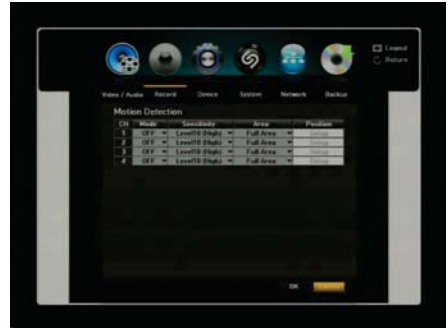 Logout
Return
Video / Audio Record Device System Network Backup
Motion Detection
CH Mode Sensitivity Area Position
1 OFF Level10 (High) Full Area Setup
2 OFF Level10 (High) Full Area Setup
3 OFF Level10 (High) Full Area Setup
4 OFF Level10 (High) Full Area Setup
OK Cancel